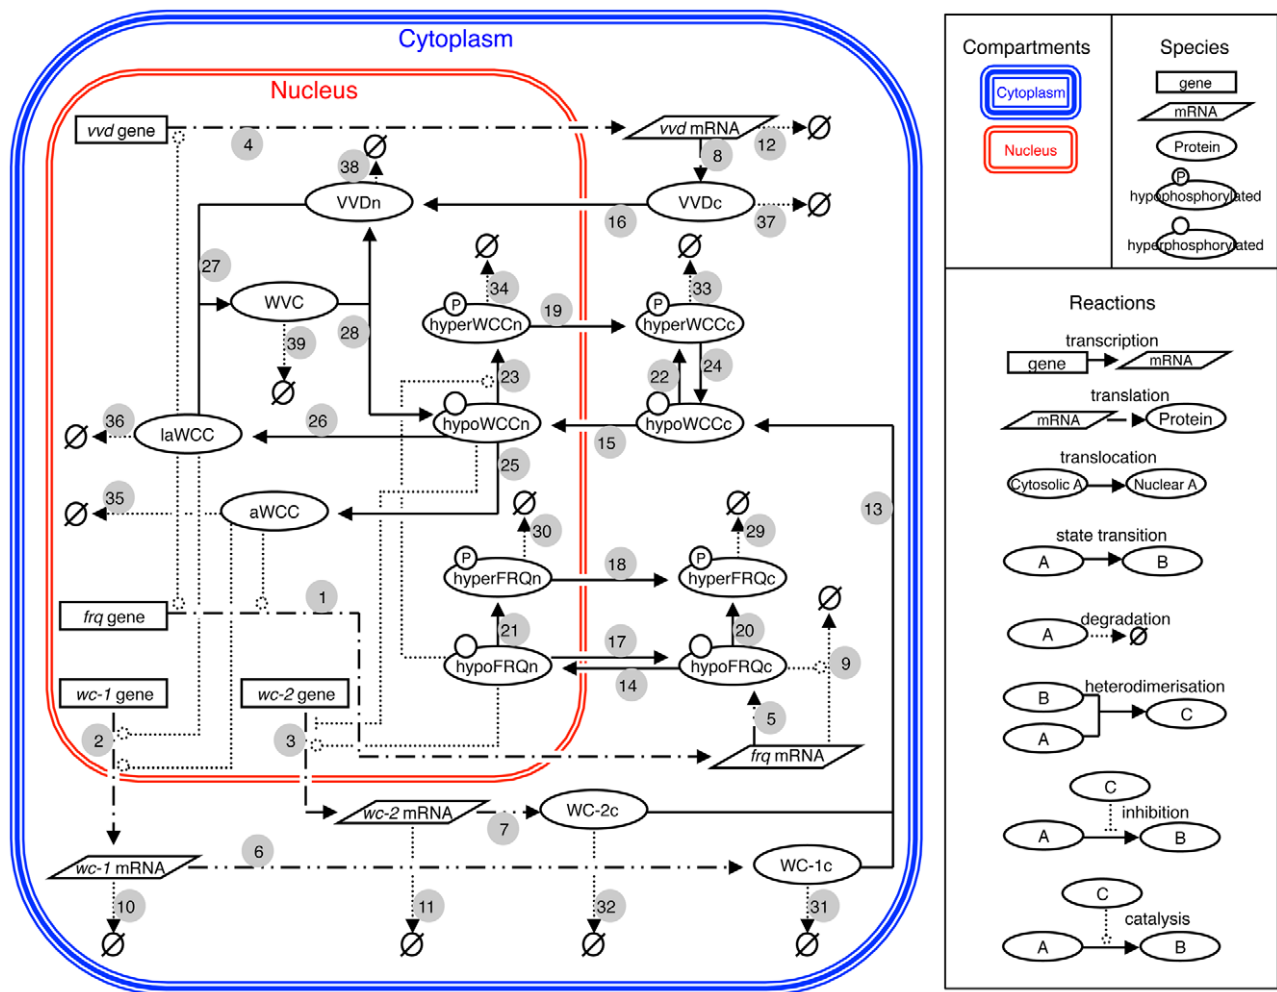 Cytoplasm
Nucleus
vvd gene
4
vvd mRNA
12
Ø
8
38
Ø
VVDn
16
VVDc
37
Ø
27
WVC
28
39
Ø
Ø
34
P
hyperWCCn
19
Ø
33
P
hyperWCCc
23
22
24
36
Ø
laWCC
26
hypoWCCn
15
hypoWCCc
25
35
Ø
aWCC
13
Ø
30
P
hyperFRQn
18
Ø
29
P
hyperFRQc
Ø
frq gene
1
21
20
hypoFRQn
17
14
hypoFRQc
9
wc-1 gene
wc-2 gene
2
3
5
frq mRNA
wc-2 mRNA
7
WC-2c
wc-1 mRNA
6
WC-1c
10
Ø
11
Ø
32
Ø
31
Ø
Compartments
Cytoplasm
Nucleus
Species
gene
mRNA
Protein
P
hypophosphorylated
hyperphosphorylated
Reactions
transcription
gene
mRNA
translation
mRNA
Protein
translocation
Cytosolic A
Nuclear A
state transition
A
B
degradation
A
Ø
heterodimerisation
B
A
C
C
inhibition
A
B
C
catalysis
A
B